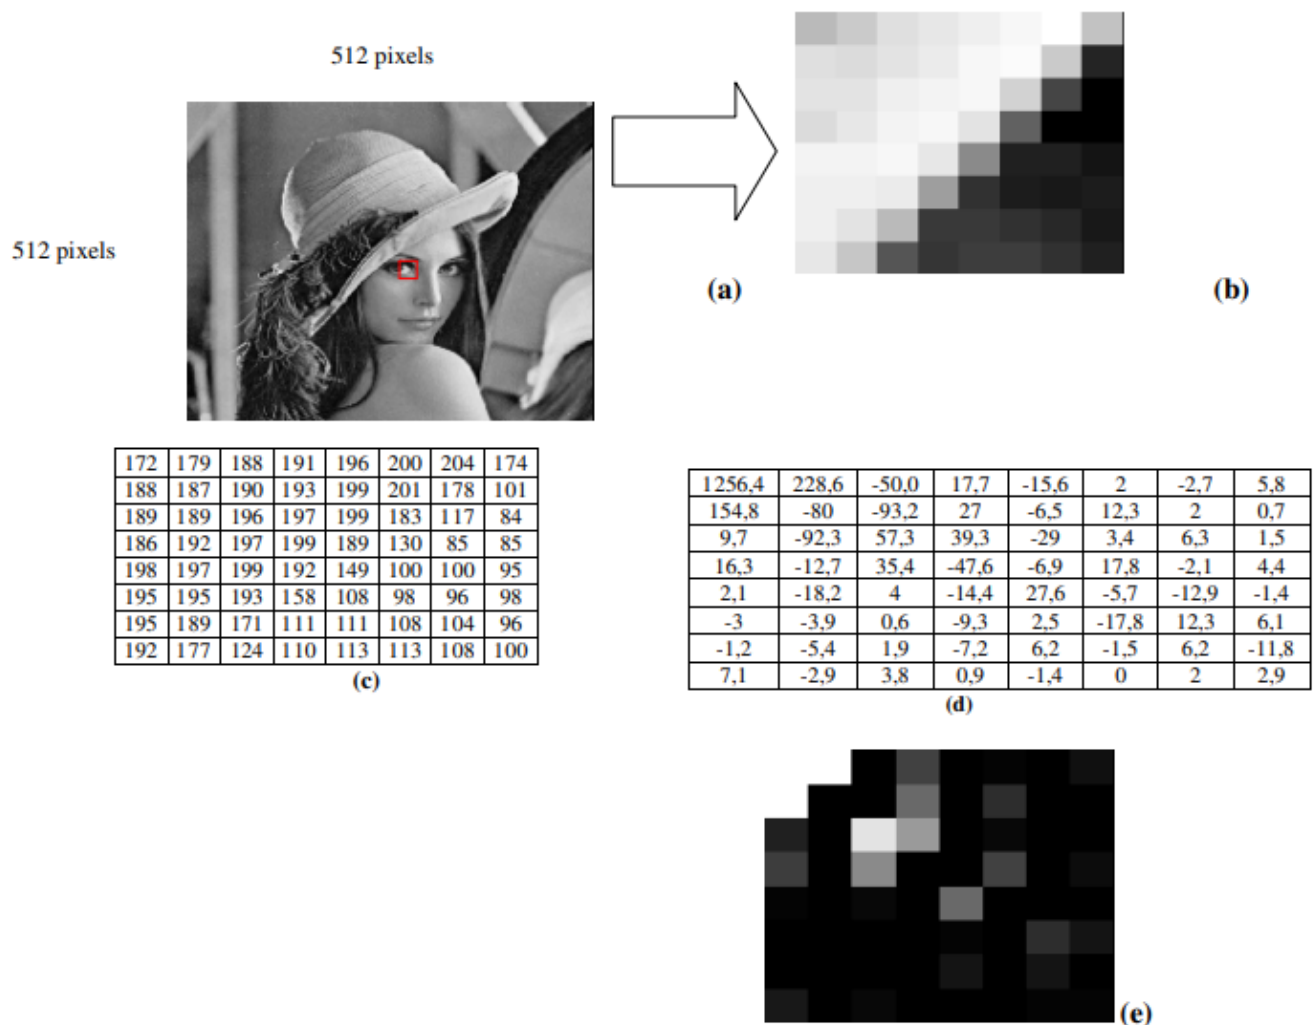 512 pixels
512 pixels
(a)
(b)
172 179 188 191 196 200 204 174
188 187 190 193 199 201 178 101
189 189 196 197 199 183 117 84
186 192 197 199 189 130 85 85
198 197 199 192 149 100 100 95
195 195 193 158 108 98 96 98
195 189 171 111 111 108 104 96
192 177 124 110 113 113 108 100
(c)
1256,4 228,6 -50,0 17,7 -15,6 2 -2,7 5,8
154,8 -80 -93,2 27 -6,5 12,3 2 0,7
9,7 -92,3 57,3 39,3 -29 3,4 6,3 1,5
16,3 -12,7 35,4 -47,6 -6,9 17,8 -2,1 4,4
2,1 -18,2 4 -14,4 27,6 -5,7 -12,9 -1,4
-3 -3,9 0,6 -9,3 2,5 -17,8 12,3 6,1
-1,2 -5,4 1,9 -7,2 6,2 -1,5 6,2 -11,8
7,1 -2,9 3,8 0,9 -1,4 0 2 2,9
(d)
(e)